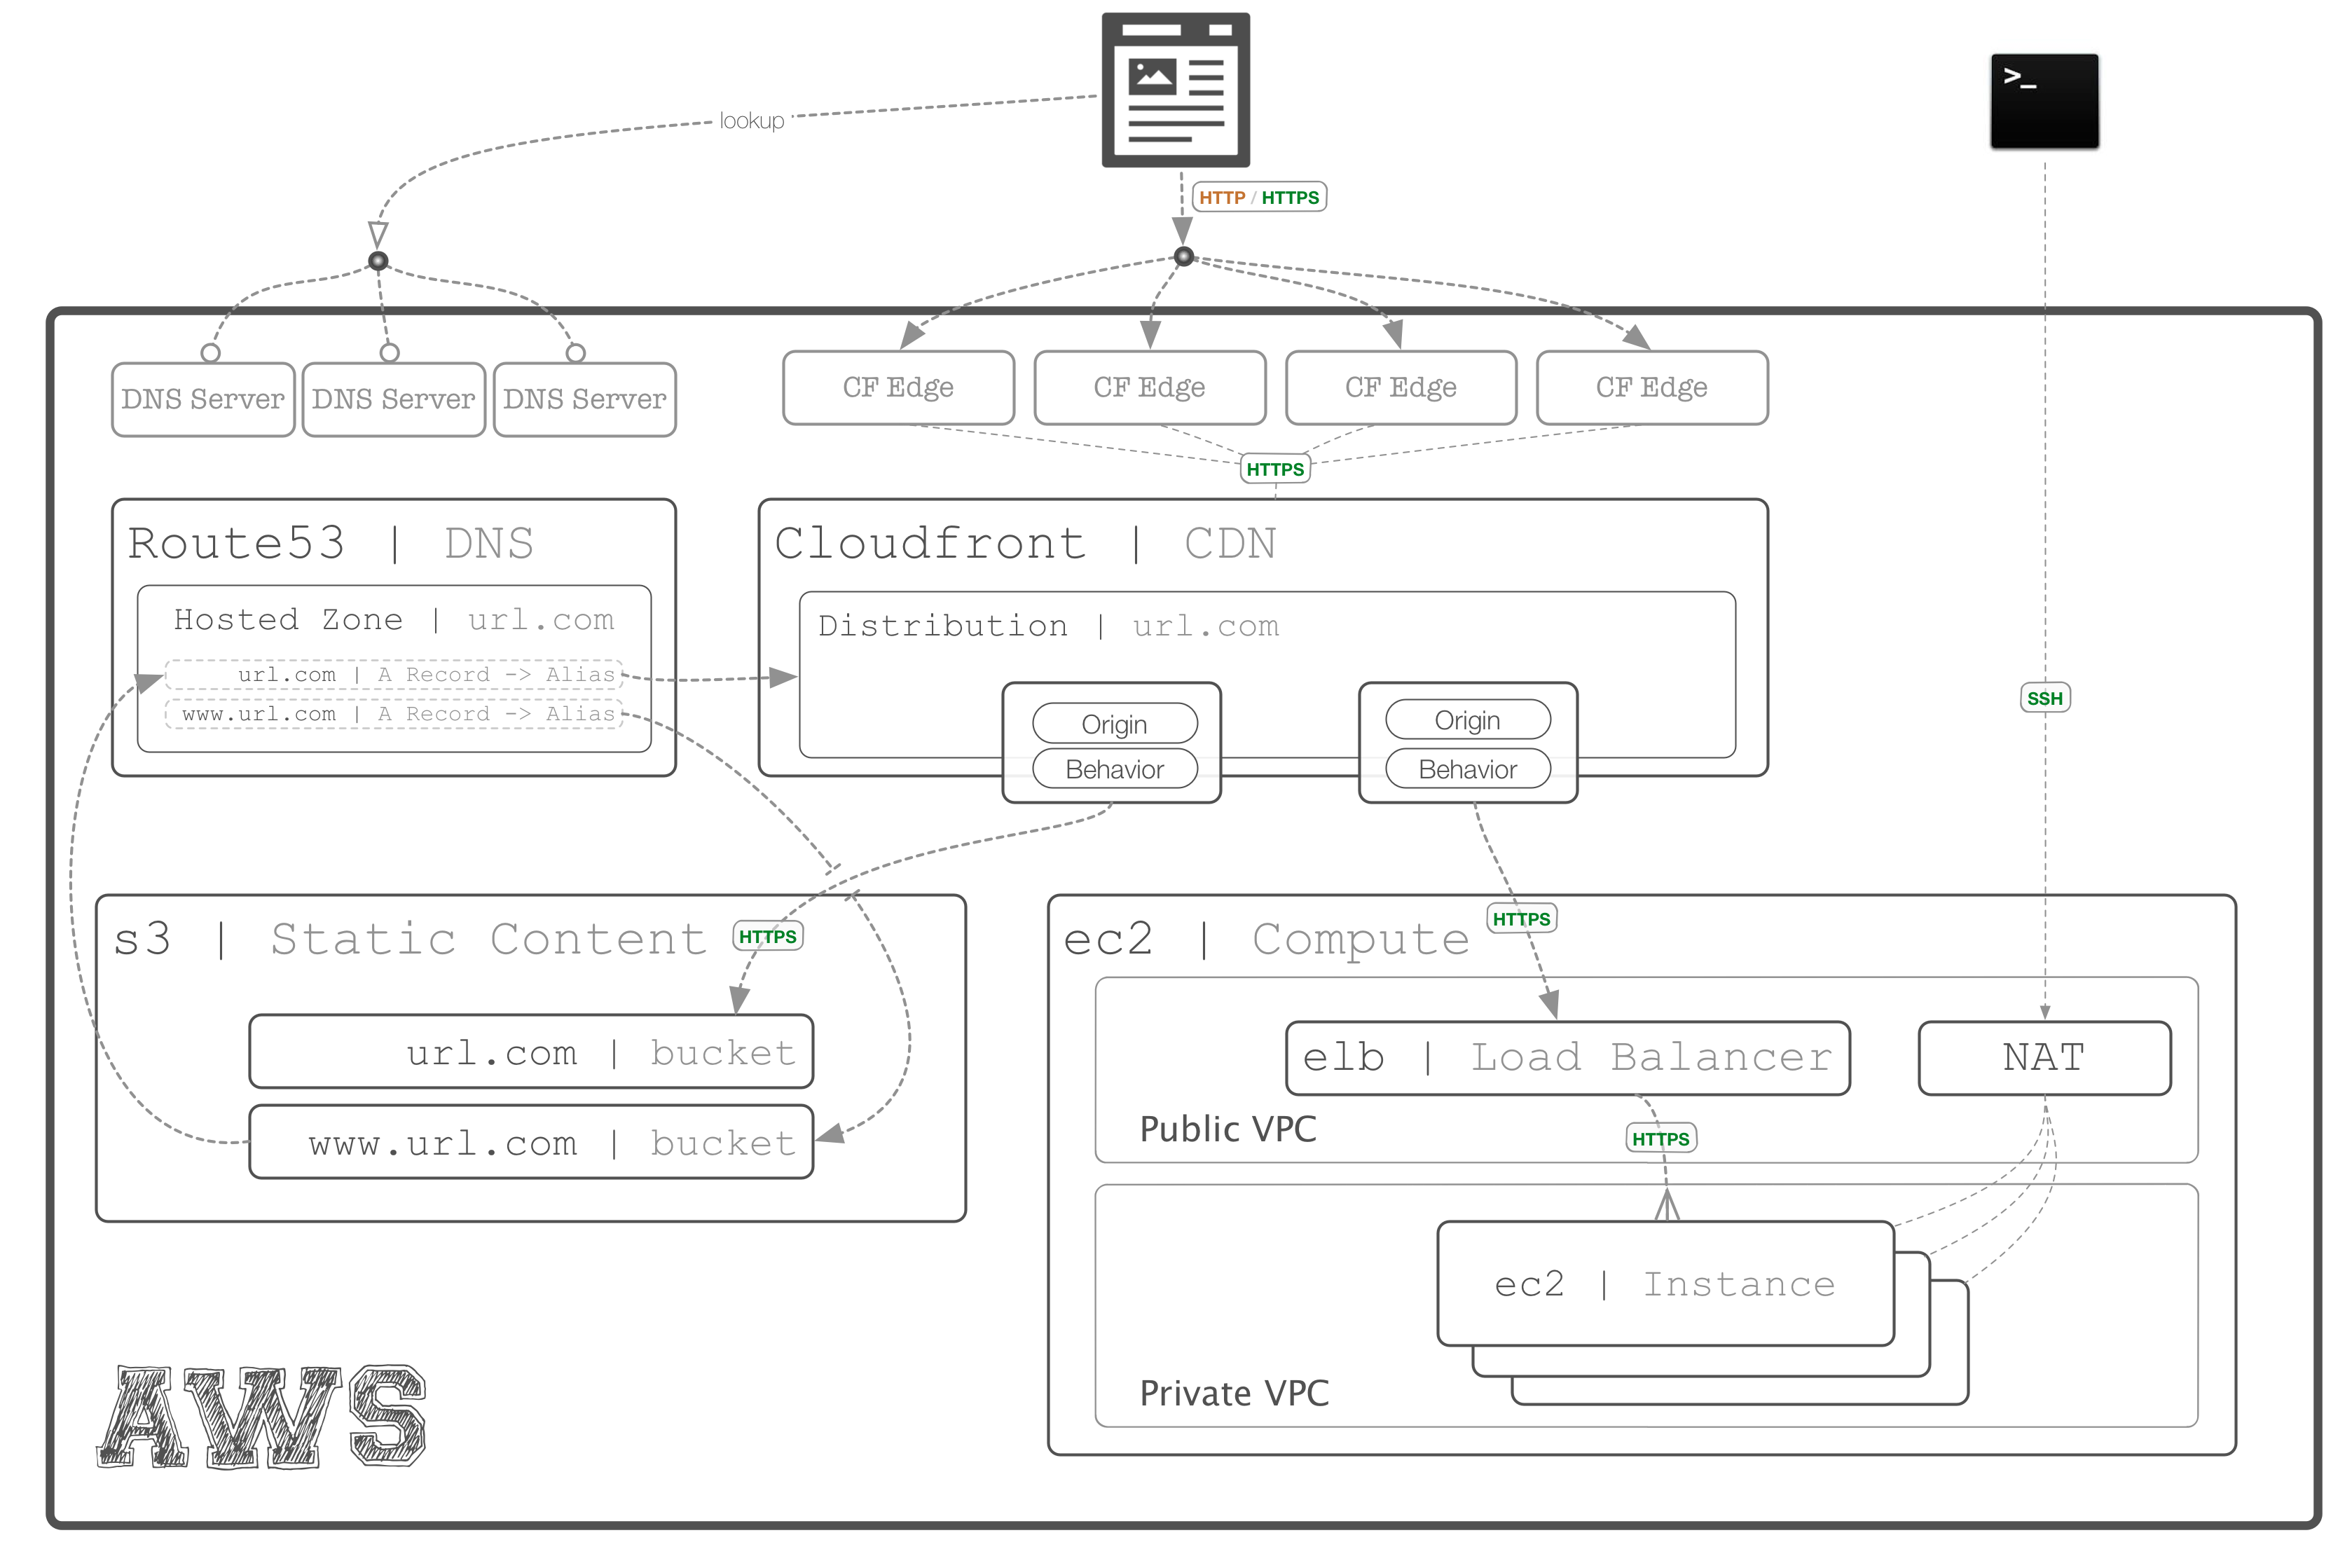 >_
lookup
HTTP / HTTPS
DNS Server
DNS Server
DNS Server
CF Edge
CF Edge
CF Edge
CF Edge
HTTPS
Route53 | DNS
Hosted Zone | url.com
url.com | A Record -> Alias
www.url.com | A Record -> Alias
Cloudfront | CDN
Distribution | url.com
Origin
Behavior
Origin
Behavior
SSH
s3 | Static Content
HTTPS
url.com | bucket
www.url.com | bucket
ec2 | Compute
HTTPS
elb | Load Balancer
NAT
Public VPC
HTTPS
ec2 | Instance
Private VPC
AWS